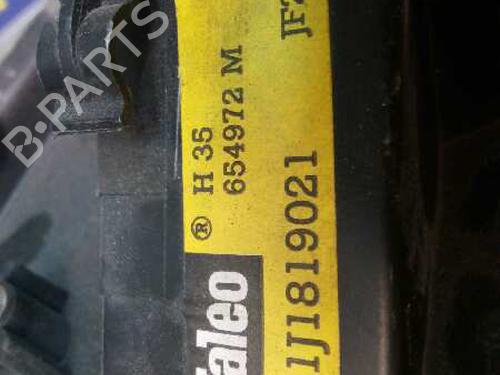 ® H 35
654972 M
Valeo
1J1819021
B-PARTS